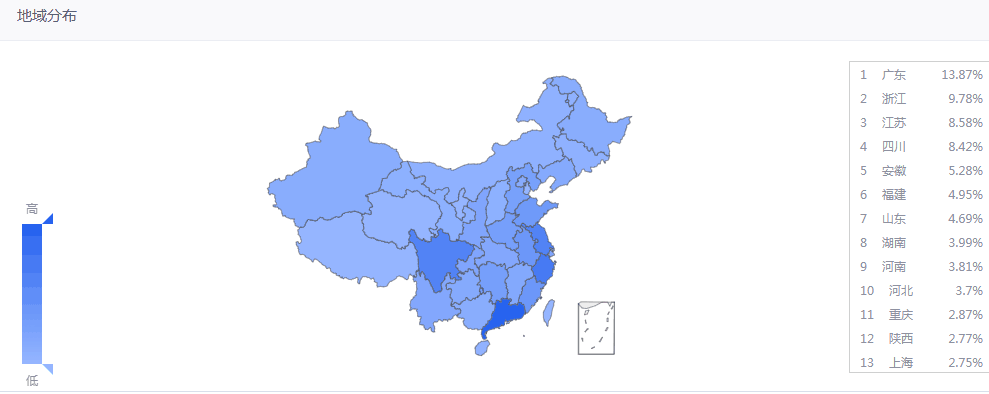 地域分布
高
低
1 广东 13.87%
2 浙江 9.78%
3 江苏 8.58%
4 四川 8.42%
5 安徽 5.28%
6 福建 4.95%
7 山东 4.69%
8 湖南 3.99%
9 河南 3.81%
10 河北 3.7%
11 重庆 2.87%
12 陕西 2.77%
13 上海 2.75%